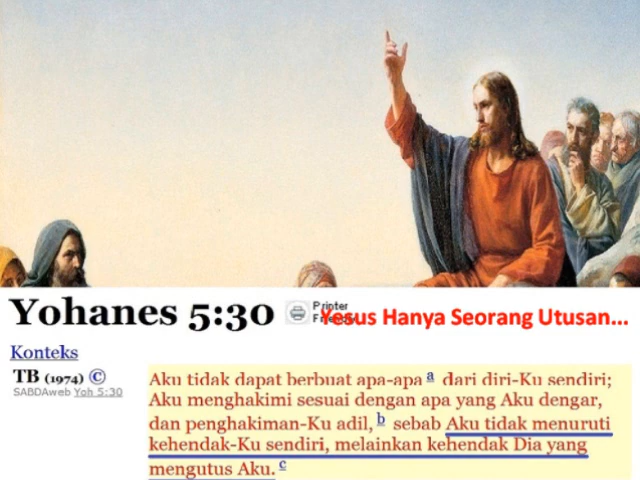 Yohanes 5:30
Printer
Yesus Hanya Seorang Utusan...
Konteks
TB (1974) ©
SABDAweb Yoh 5:30
Aku tidak dapat berbuat apa-apa a dari diri-Ku sendiri;
Aku menghakimi sesuai dengan apa yang Aku dengar,
dan penghakiman-Ku adil, b sebab Aku tidak menuruti
kehendak-Ku sendiri, melainkan kehendak Dia yang
mengutus Aku. c